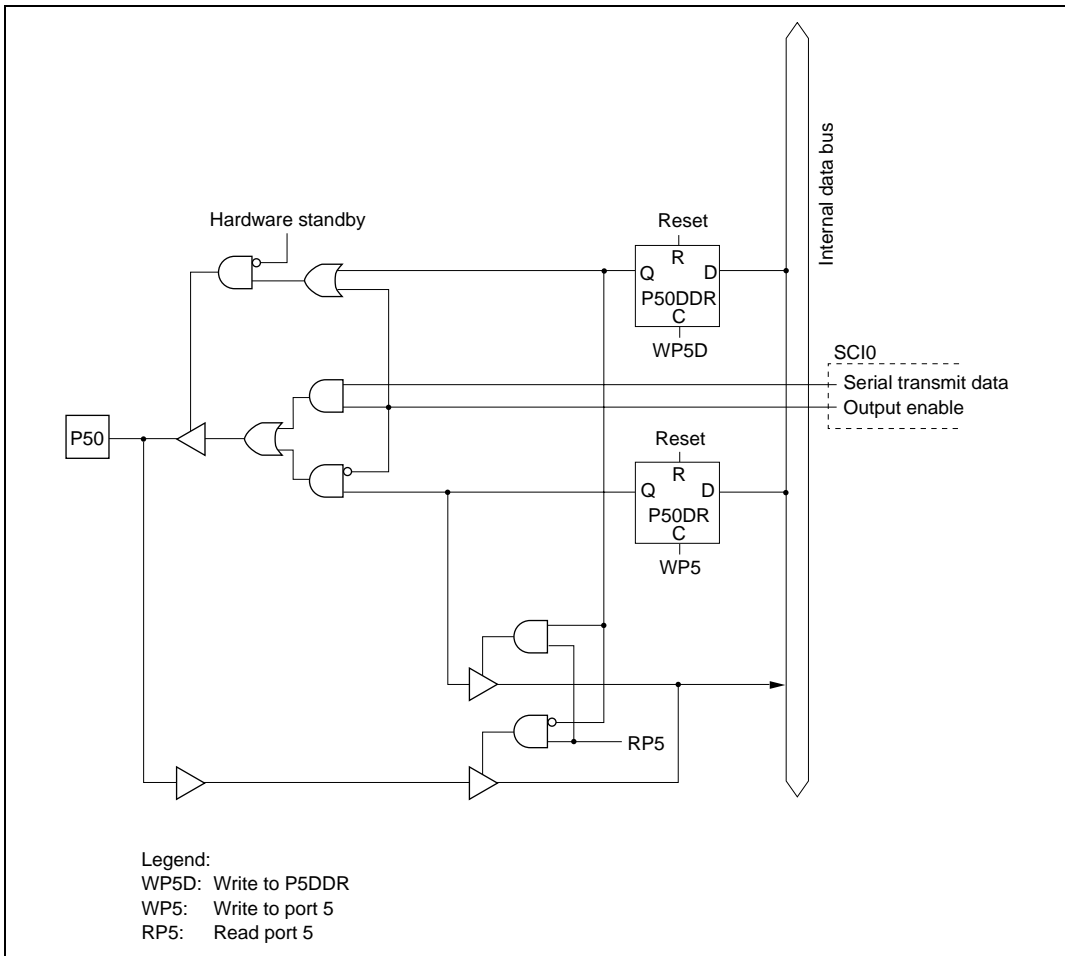 Hardware standby
Reset
R
Q D
P50DDR
C
WP5D
Internal data bus
SCI0
Serial transmit data
Output enable
P50
Reset
R
Q D
P50DR
C
WP5
RP5
Legend:
WP5D: Write to P5DDR
WP5: Write to port 5
RP5: Read port 5